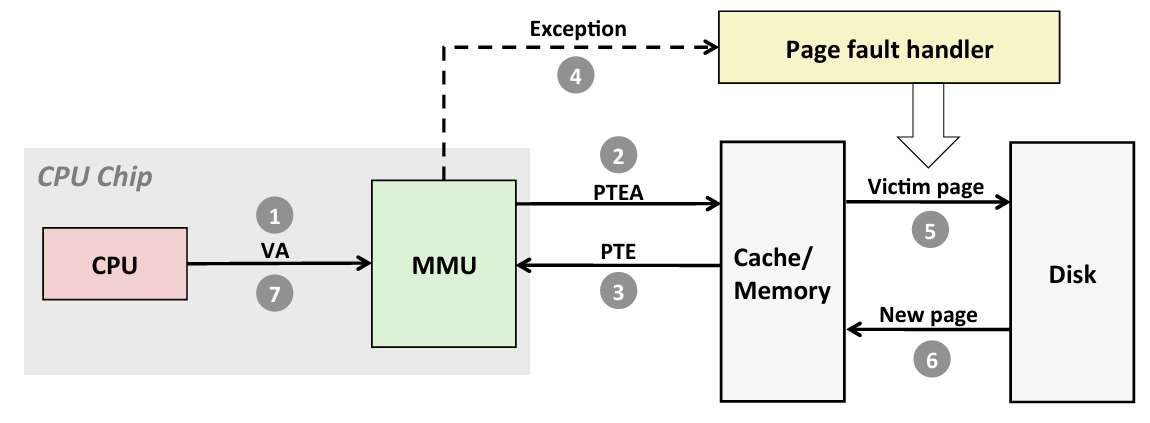 Exception
4
Page fault handler
CPU Chip
2
PTEA
Victim page
5
1
VA
7
CPU
MMU
PTE
3
Cache/
Memory
Disk
New page
6